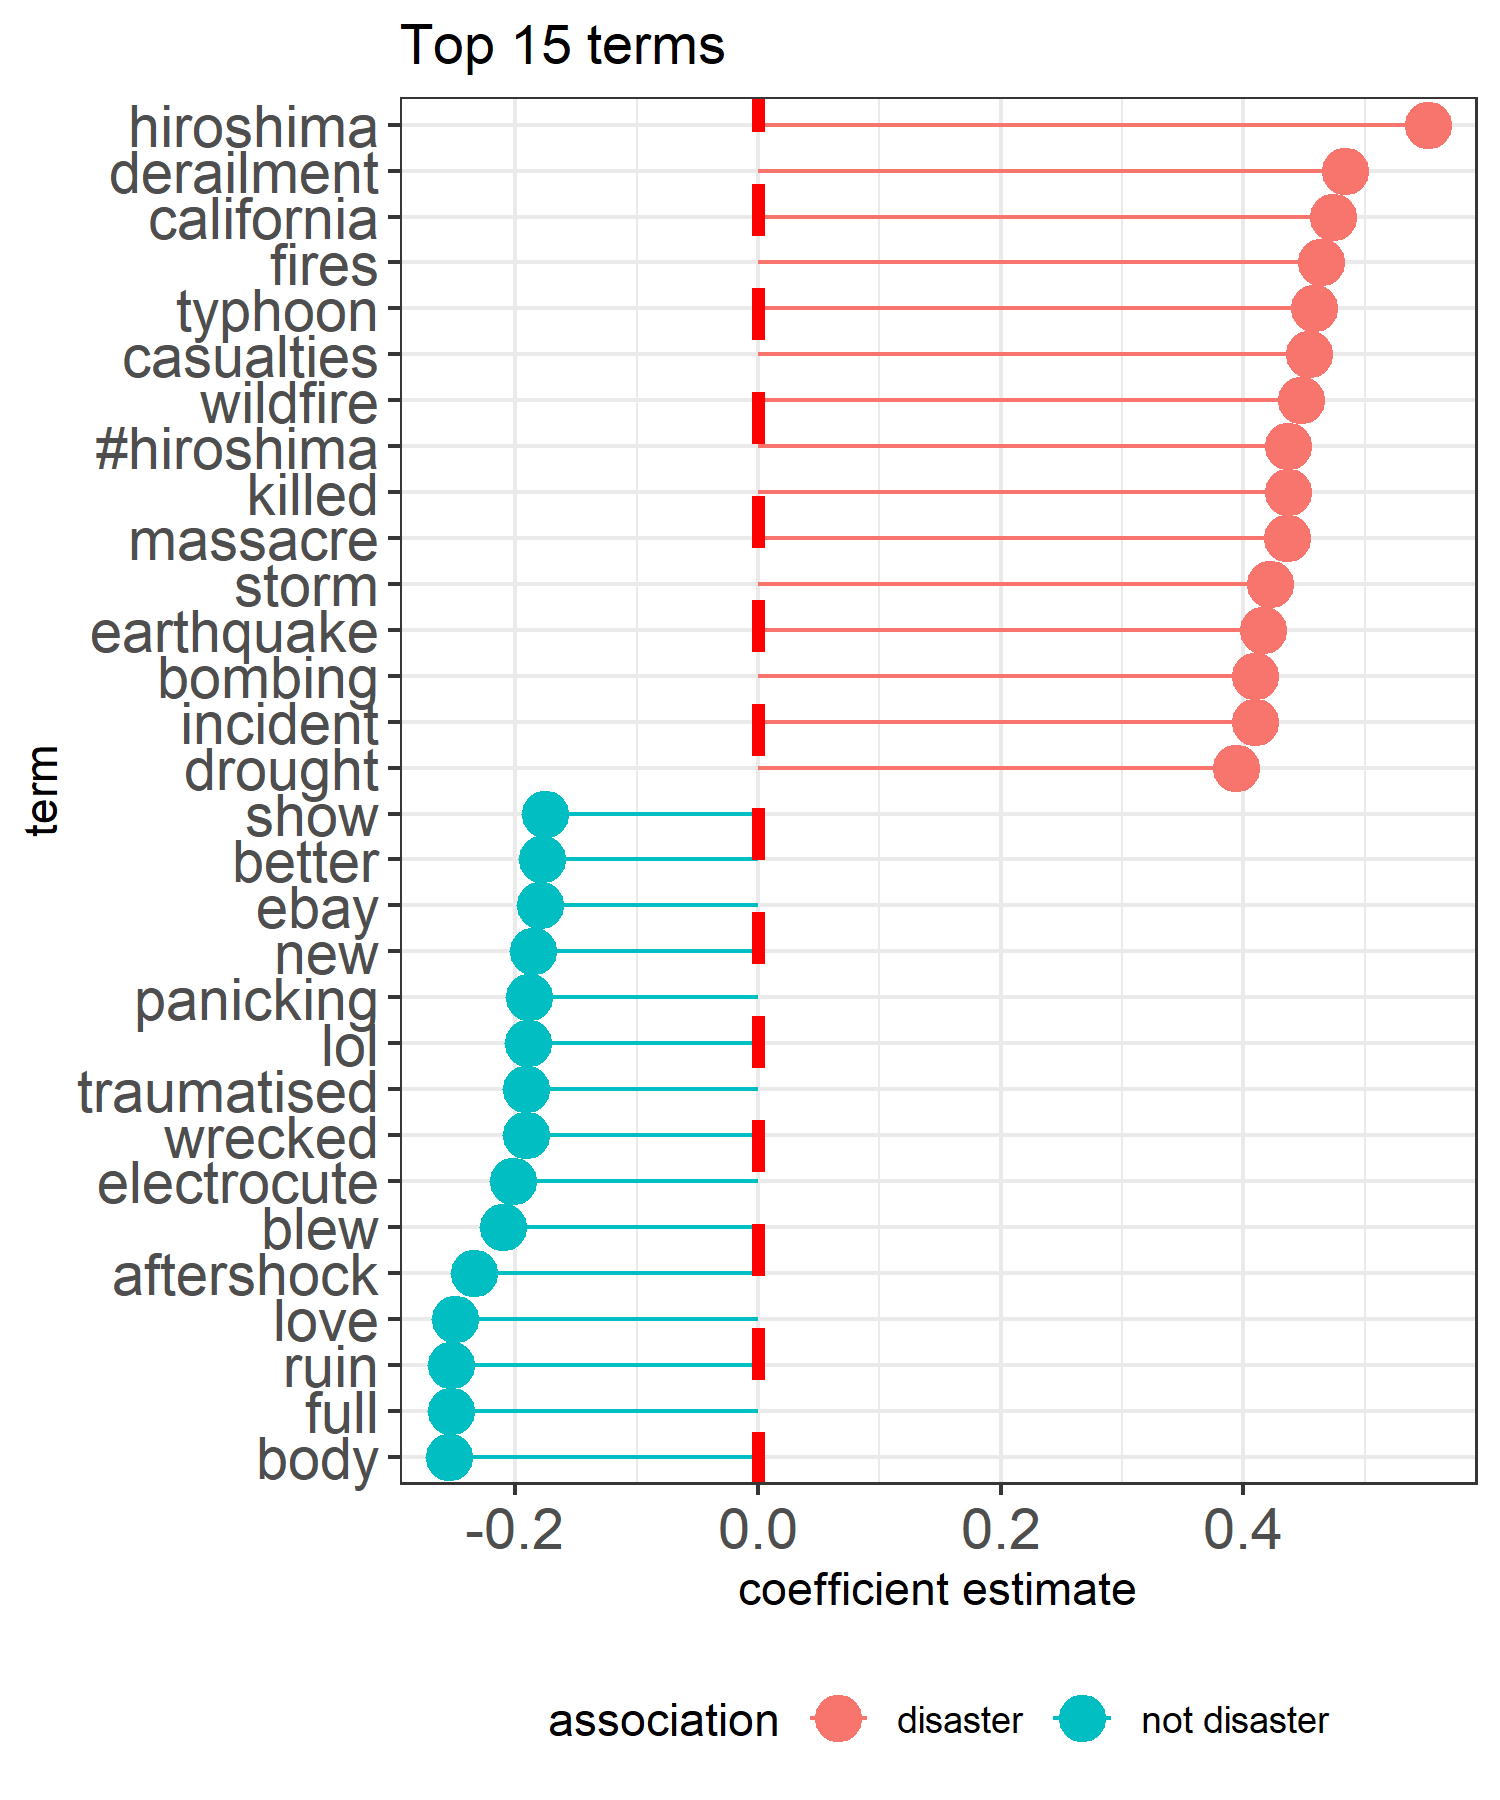 Top 15 terms
hiroshima
derailment
california
fires
typhoon
casualties
wildfire
#hiroshima
killed
massacre
storm
earthquake
bombing
incident
drought
show
better
ebay
new
panicking
lol
traumatised
wrecked
electrocute
blew
aftershock
love
ruin
full
body
term
-0.2 0.0 0.2 0.4
coefficient estimate
association disaster not disaster